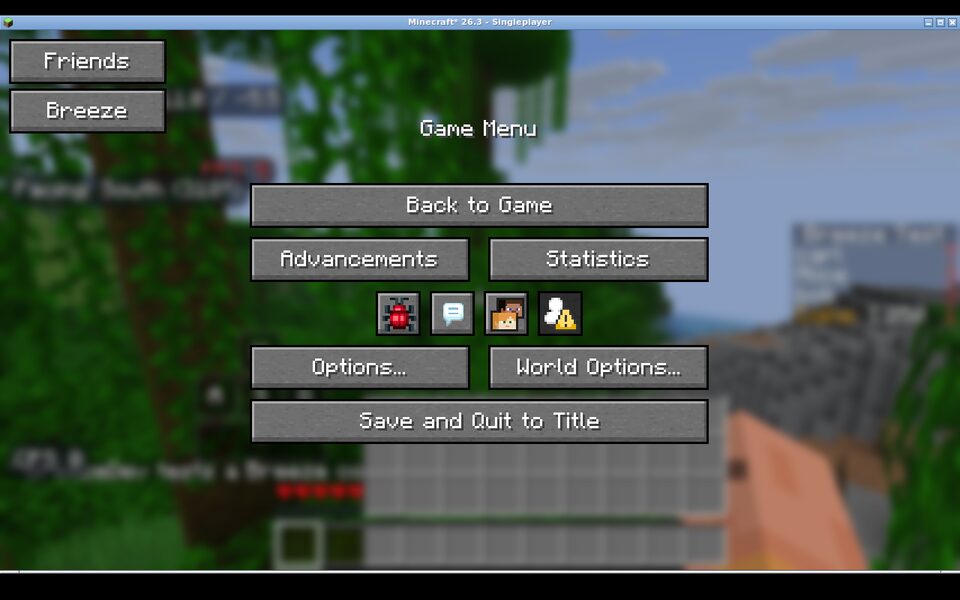 Minecraft* 26.3 - Singleplayer
Friends
Breeze
Game Menu
Back to Game
Advancements
Statistics
Options...
World Options...
Save and Quit to Title